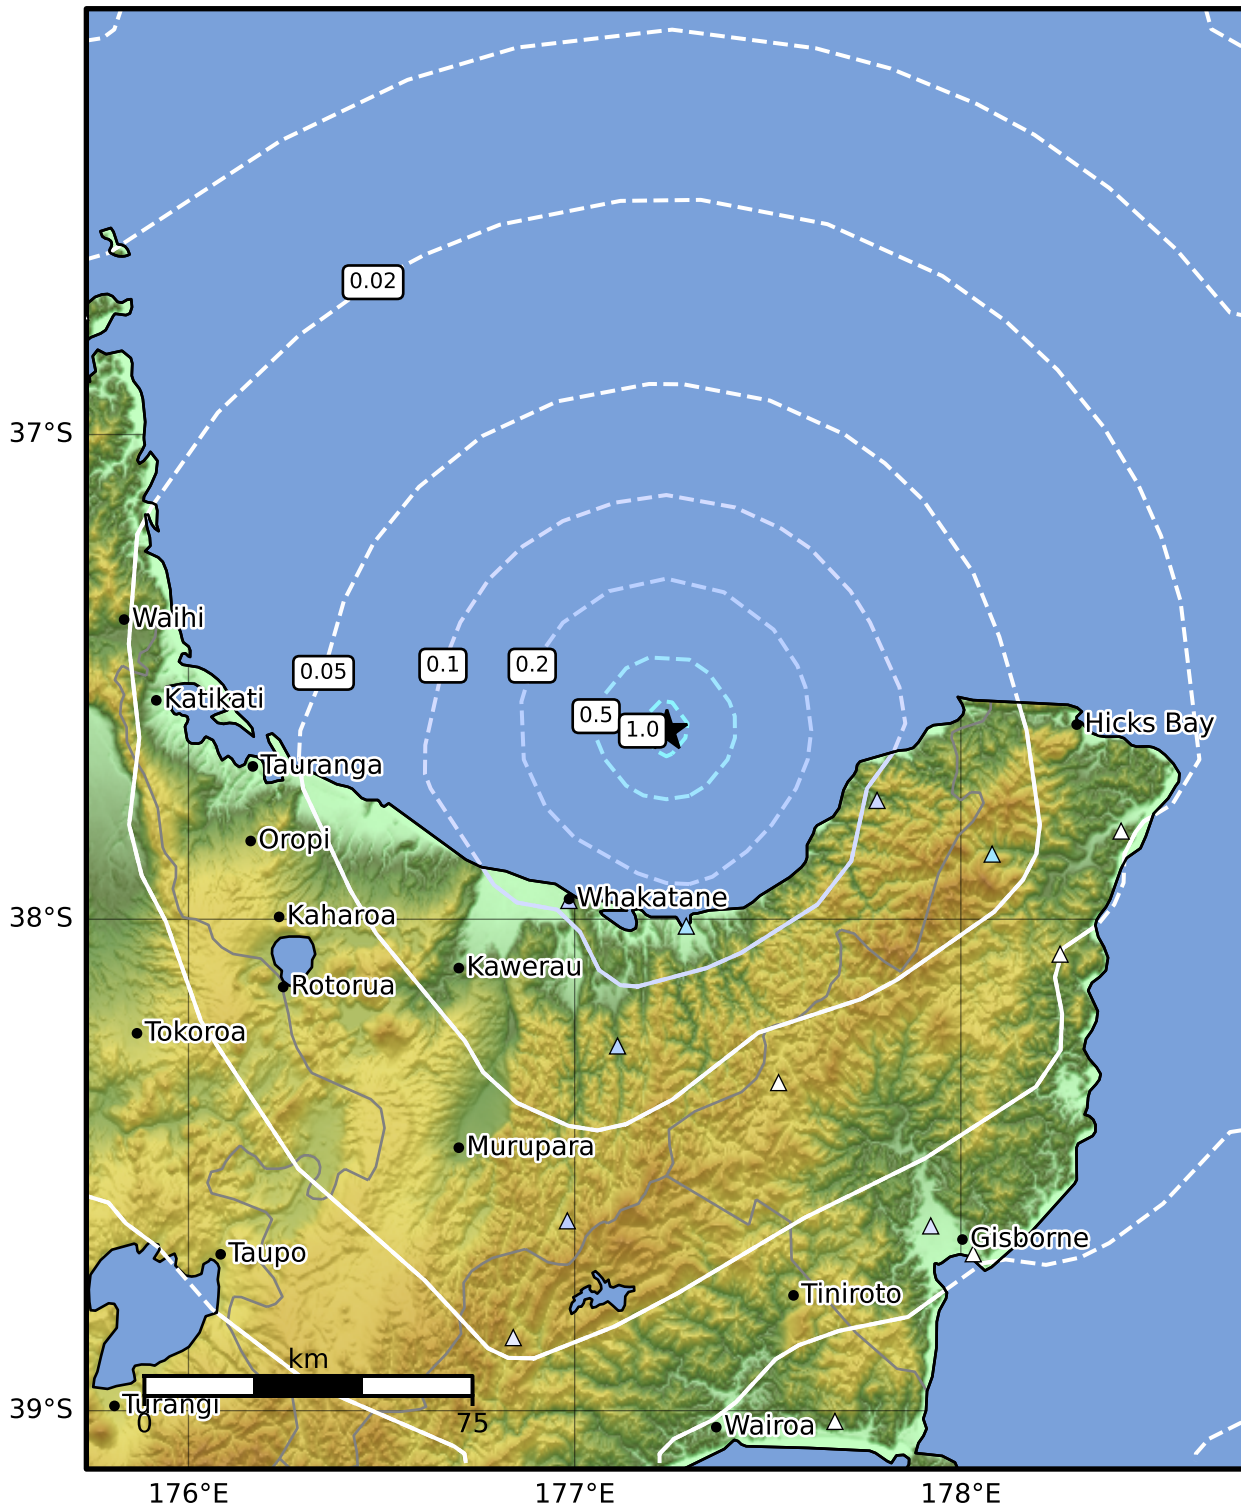 0.02
37°S
Waihi
0.05
0.1
0.2
Katikati
0.5
1.0
Hicks Bay
Tauranga
Oropi
Whakatane
38°S
Kaharoa
Kawerau
Rotorua
Tokoroa
Murupara
Gisborne
Taupo
Tiniroto
km
39°S
Turangi
0
75
Wairoa
176°E
177°E
178°E